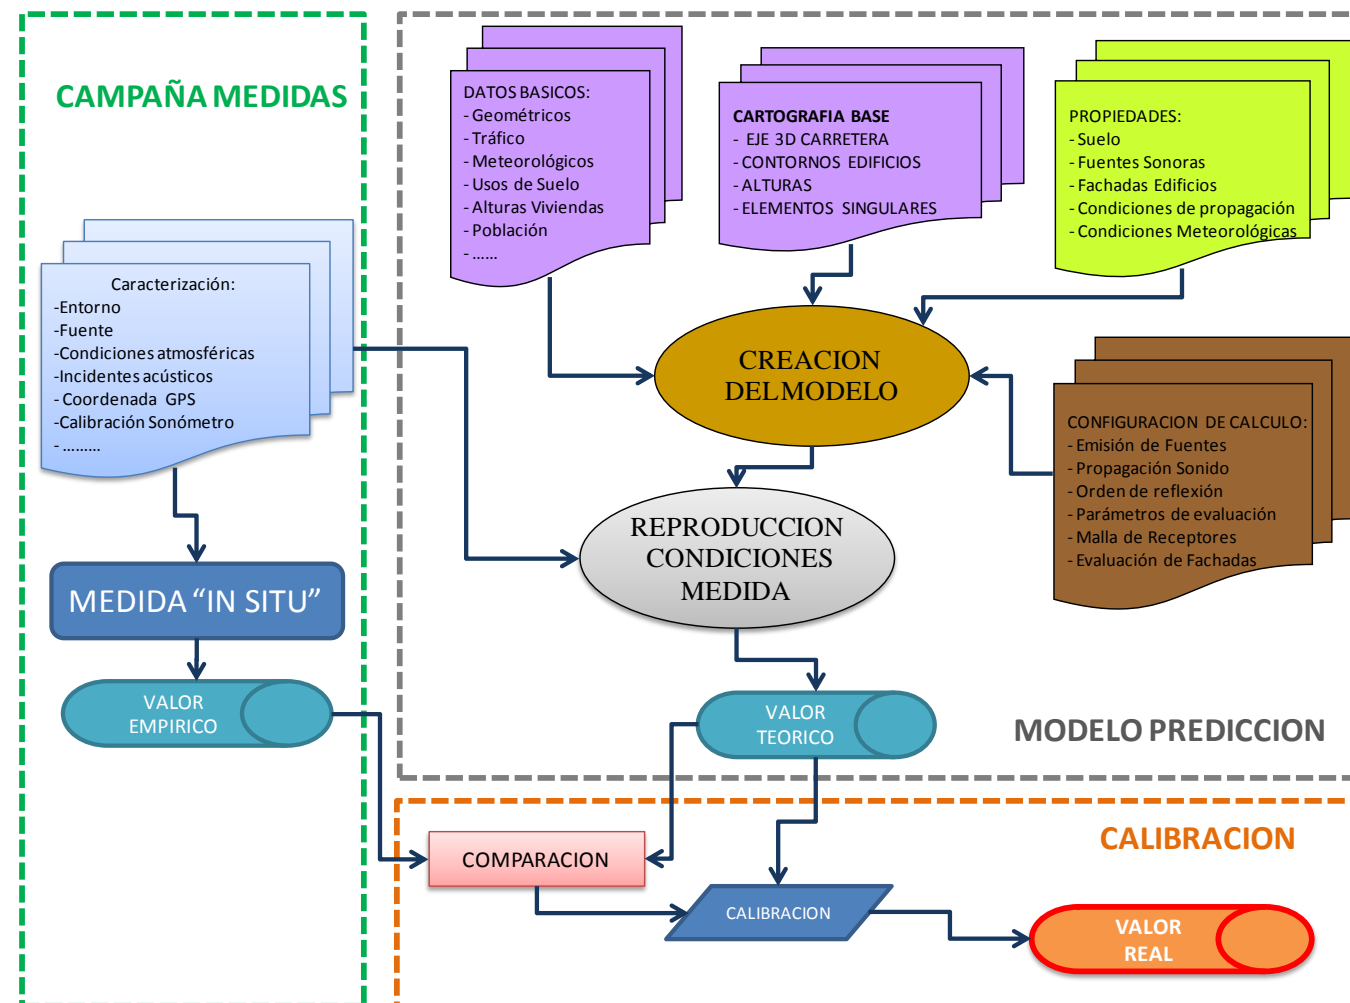 CAMPAÑA MEDIDAS
Caracterización:
-Entorno
-Fuente
-Condiciones atmosféricas
-Incidentes acústicos
- Coordenada GPS
-Calibración Sonómetro
- .........
MEDIDA “IN SITU”
VALOR
EMPIRICO
DATOS BASICOS:
- Geométricos
- Tráfico
- Meteorológicos
- Usos de Suelo
- Alturas Viviendas
- Población
- ......
CARTOGRAFIA BASE
- EJE 3D CARRETERA
- CONTORNOS EDIFICIOS
- ALTURAS
- ELEMENTOS SINGULARES
PROPIEDADES:
- Suelo
- Fuentes Sonoras
- Fachadas Edificios
- Condiciones de propagación
- Condiciones Meteorológicas
CREACION
DEL MODELO
CONFIGURACION DE CALCULO:
- Emisión de Fuentes
- Propagación Sonido
- Orden de reflexión
- Parámetros de evaluación
- Malla de Receptores
- Evaluación de Fachadas
REPRODUCCION
CONDICIONES
MEDIDA
VALOR
TEORICO
MODELO PREDICCION
CALIBRACION
COMPARACION
CALIBRACION
VALOR
REAL